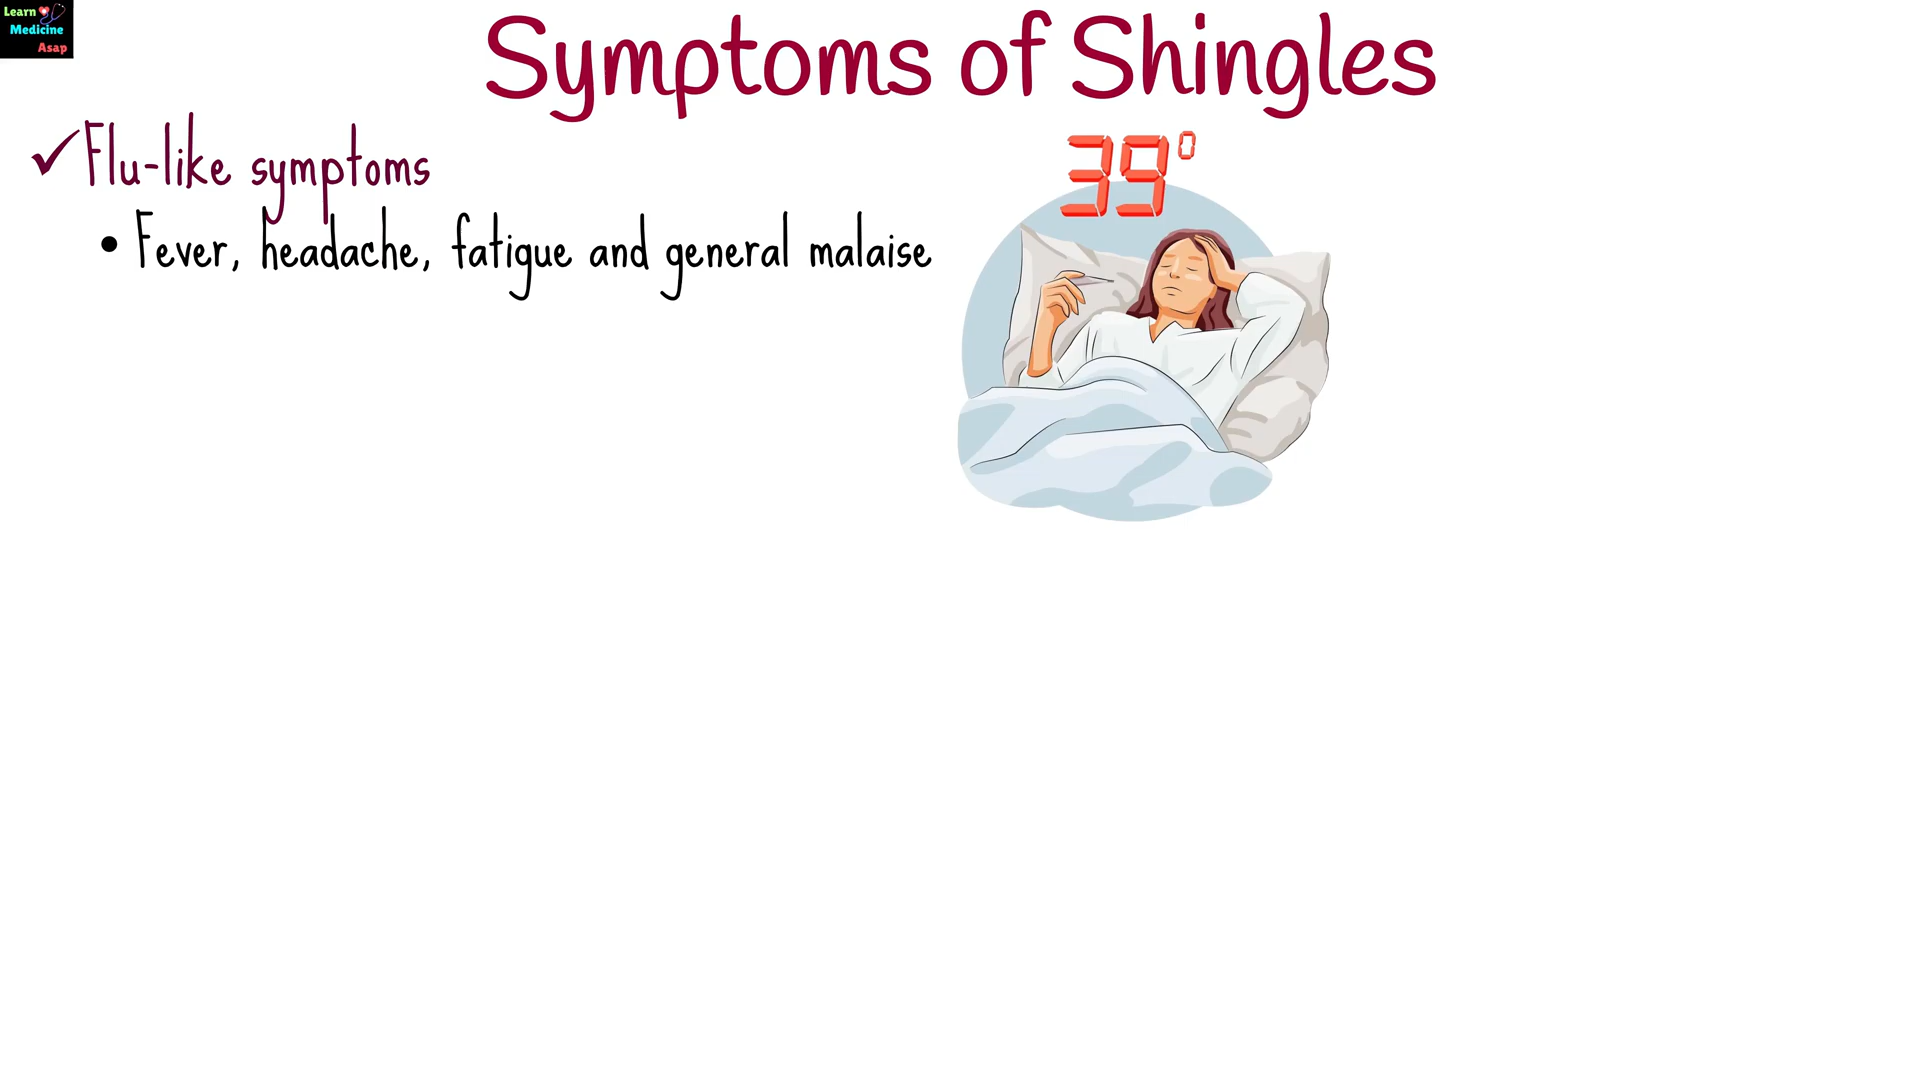 Learn
Medicine
Asap
Symptoms of Shingles
✓Flu-like symptoms
• Fever, headache, fatigue and general malaise
39°